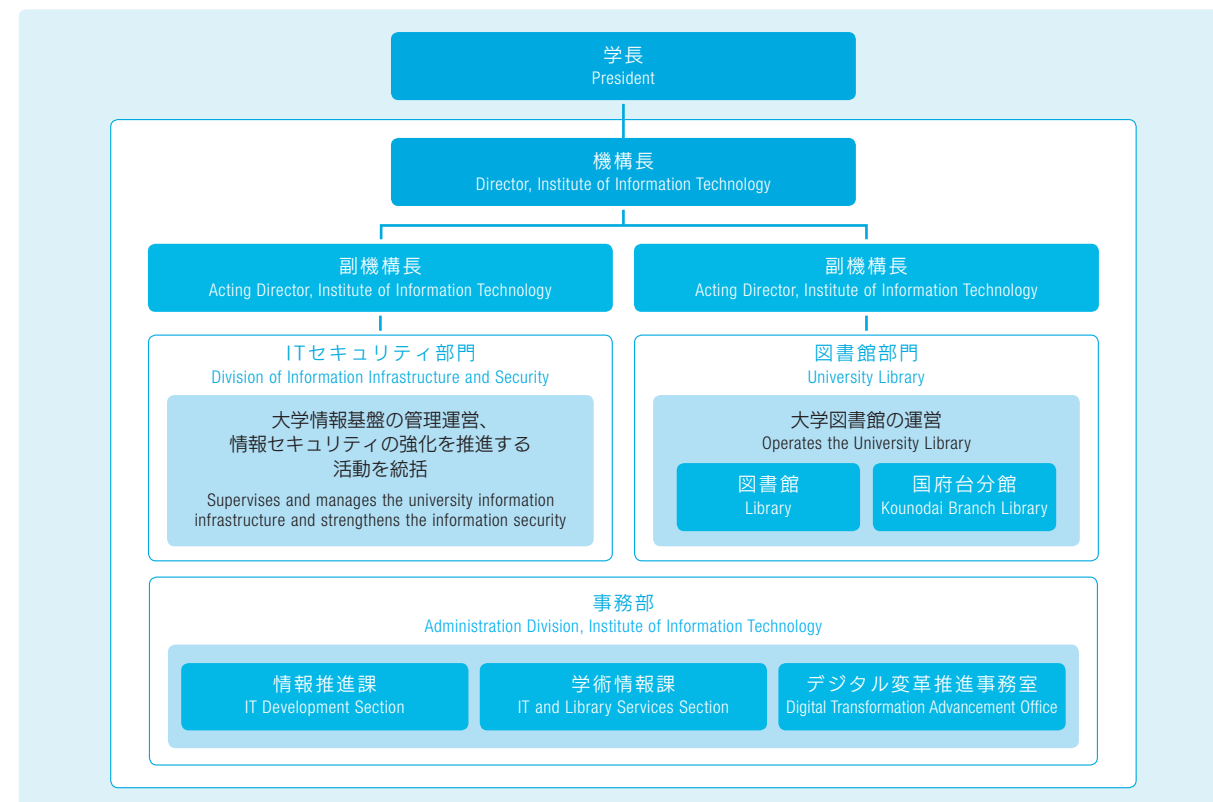 学長
President
機構長
Director, Institute of Information Technology
副機構長
Acting Director, Institute of Information Technology
副機構長
Acting Director, Institute of Information Technology
ITセキュリティ部門
Division of Information Infrastructure and Security
大学情報基盤の管理運営、
情報セキュリティの強化を推進する
活動を統括
Supervises and manages the university information
infrastructure and strengthens the information security
図書館部門
University Library
大学図書館の運営
Operates the University Library
図書館
Library
国府台分館
Kounodai Branch Library
事務部
Administration Division, Institute of Information Technology
情報推進課
IT Development Section
学術情報課
IT and Library Services Section
デジタル変革推進事務室
Digital Transformation Advancement Office